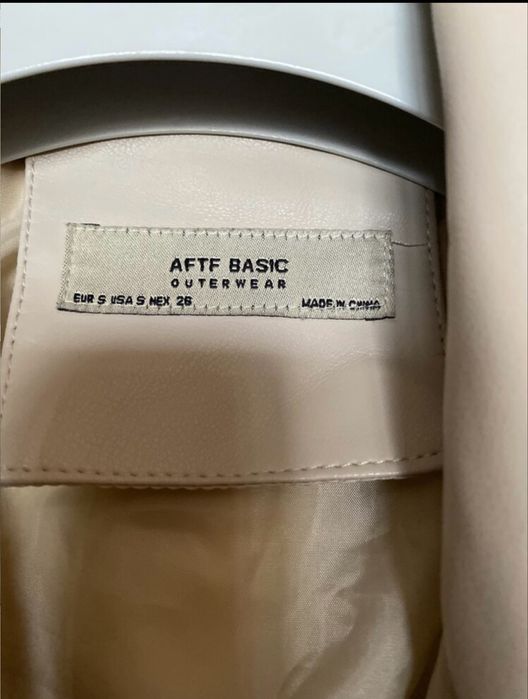 AFTF BASIC
OUTERWEAR
EUR S USA S MEX 26 MADE IN CHINA